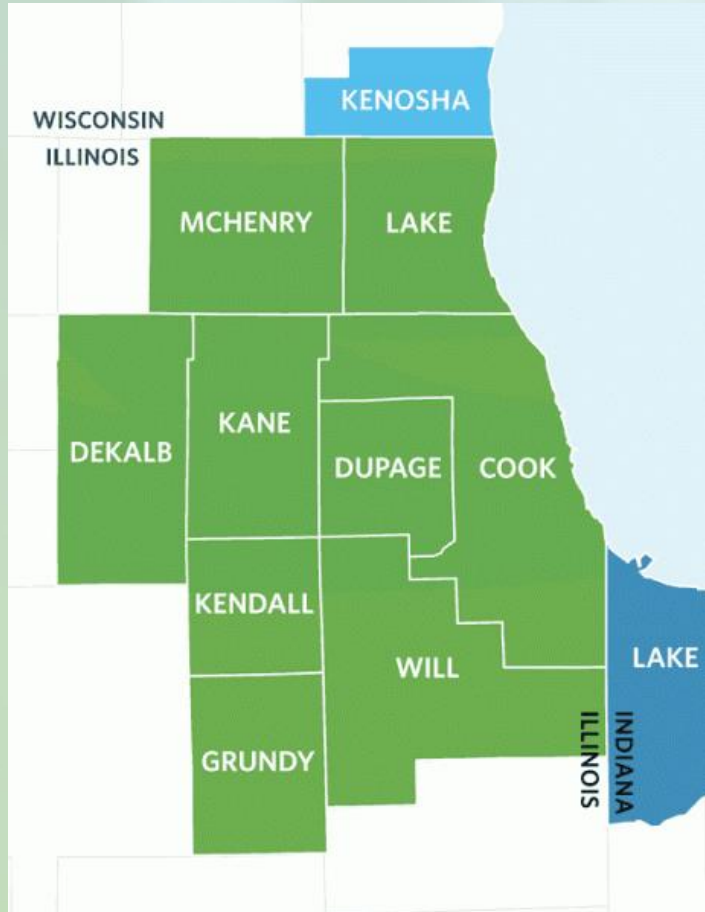 KENOSHA
WISCONSIN
ILLINOIS
MCHENRY
LAKE
DEKALB
KANE
DUPAGE
COOK
KENDALL
WILL
LAKE
GRUNDY
ILLINOIS
INDIANA